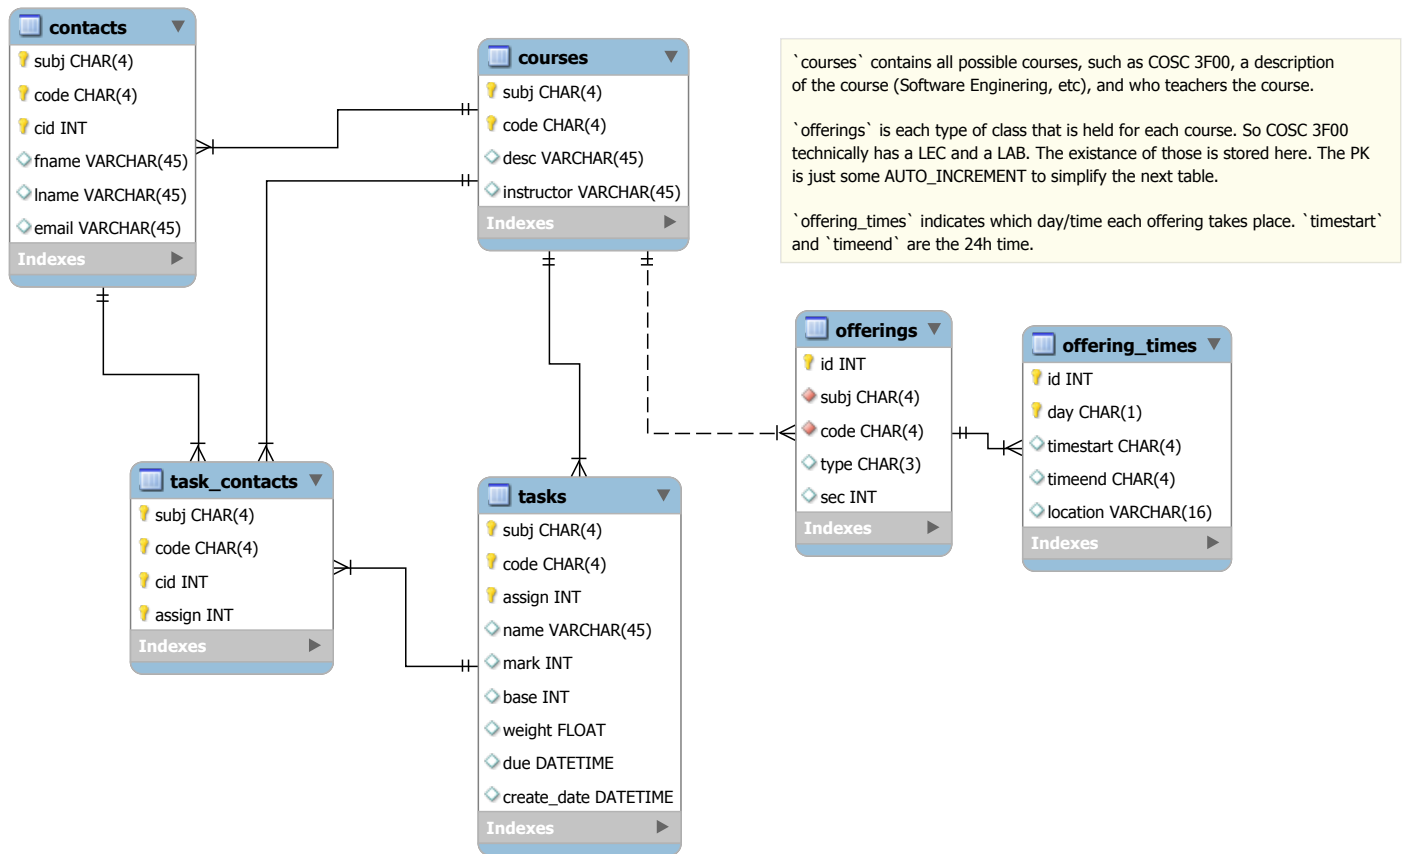 contacts
subj CHAR(4)
code CHAR(4)
cid INT
fname VARCHAR(45)
lname VARCHAR(45)
email VARCHAR(45)
Indexes
courses
subj CHAR(4)
code CHAR(4)
desc VARCHAR(45)
instructor VARCHAR(45)
Indexes
`courses` contains all possible courses, such as COSC 3F00, a description
of the course (Software Enginering, etc), and who teachers the course.
`offerings` is each type of class that is held for each course. So COSC 3F00
technically has a LEC and a LAB. The existance of those is stored here. The PK
is just some AUTO_INCREMENT to simplify the next table.
`offering_times` indicates which day/time each offering takes place. `timestart`
and `timeend` are the 24h time.
offerings
id INT
subj CHAR(4)
code CHAR(4)
type CHAR(3)
sec INT
Indexes
offering_times
id INT
day CHAR(1)
timestart CHAR(4)
timeend CHAR(4)
location VARCHAR(16)
Indexes
task_contacts
subj CHAR(4)
code CHAR(4)
cid INT
assign INT
Indexes
tasks
subj CHAR(4)
code CHAR(4)
assign INT
name VARCHAR(45)
mark INT
base INT
weight FLOAT
due DATETIME
create_date DATETIME
Indexes